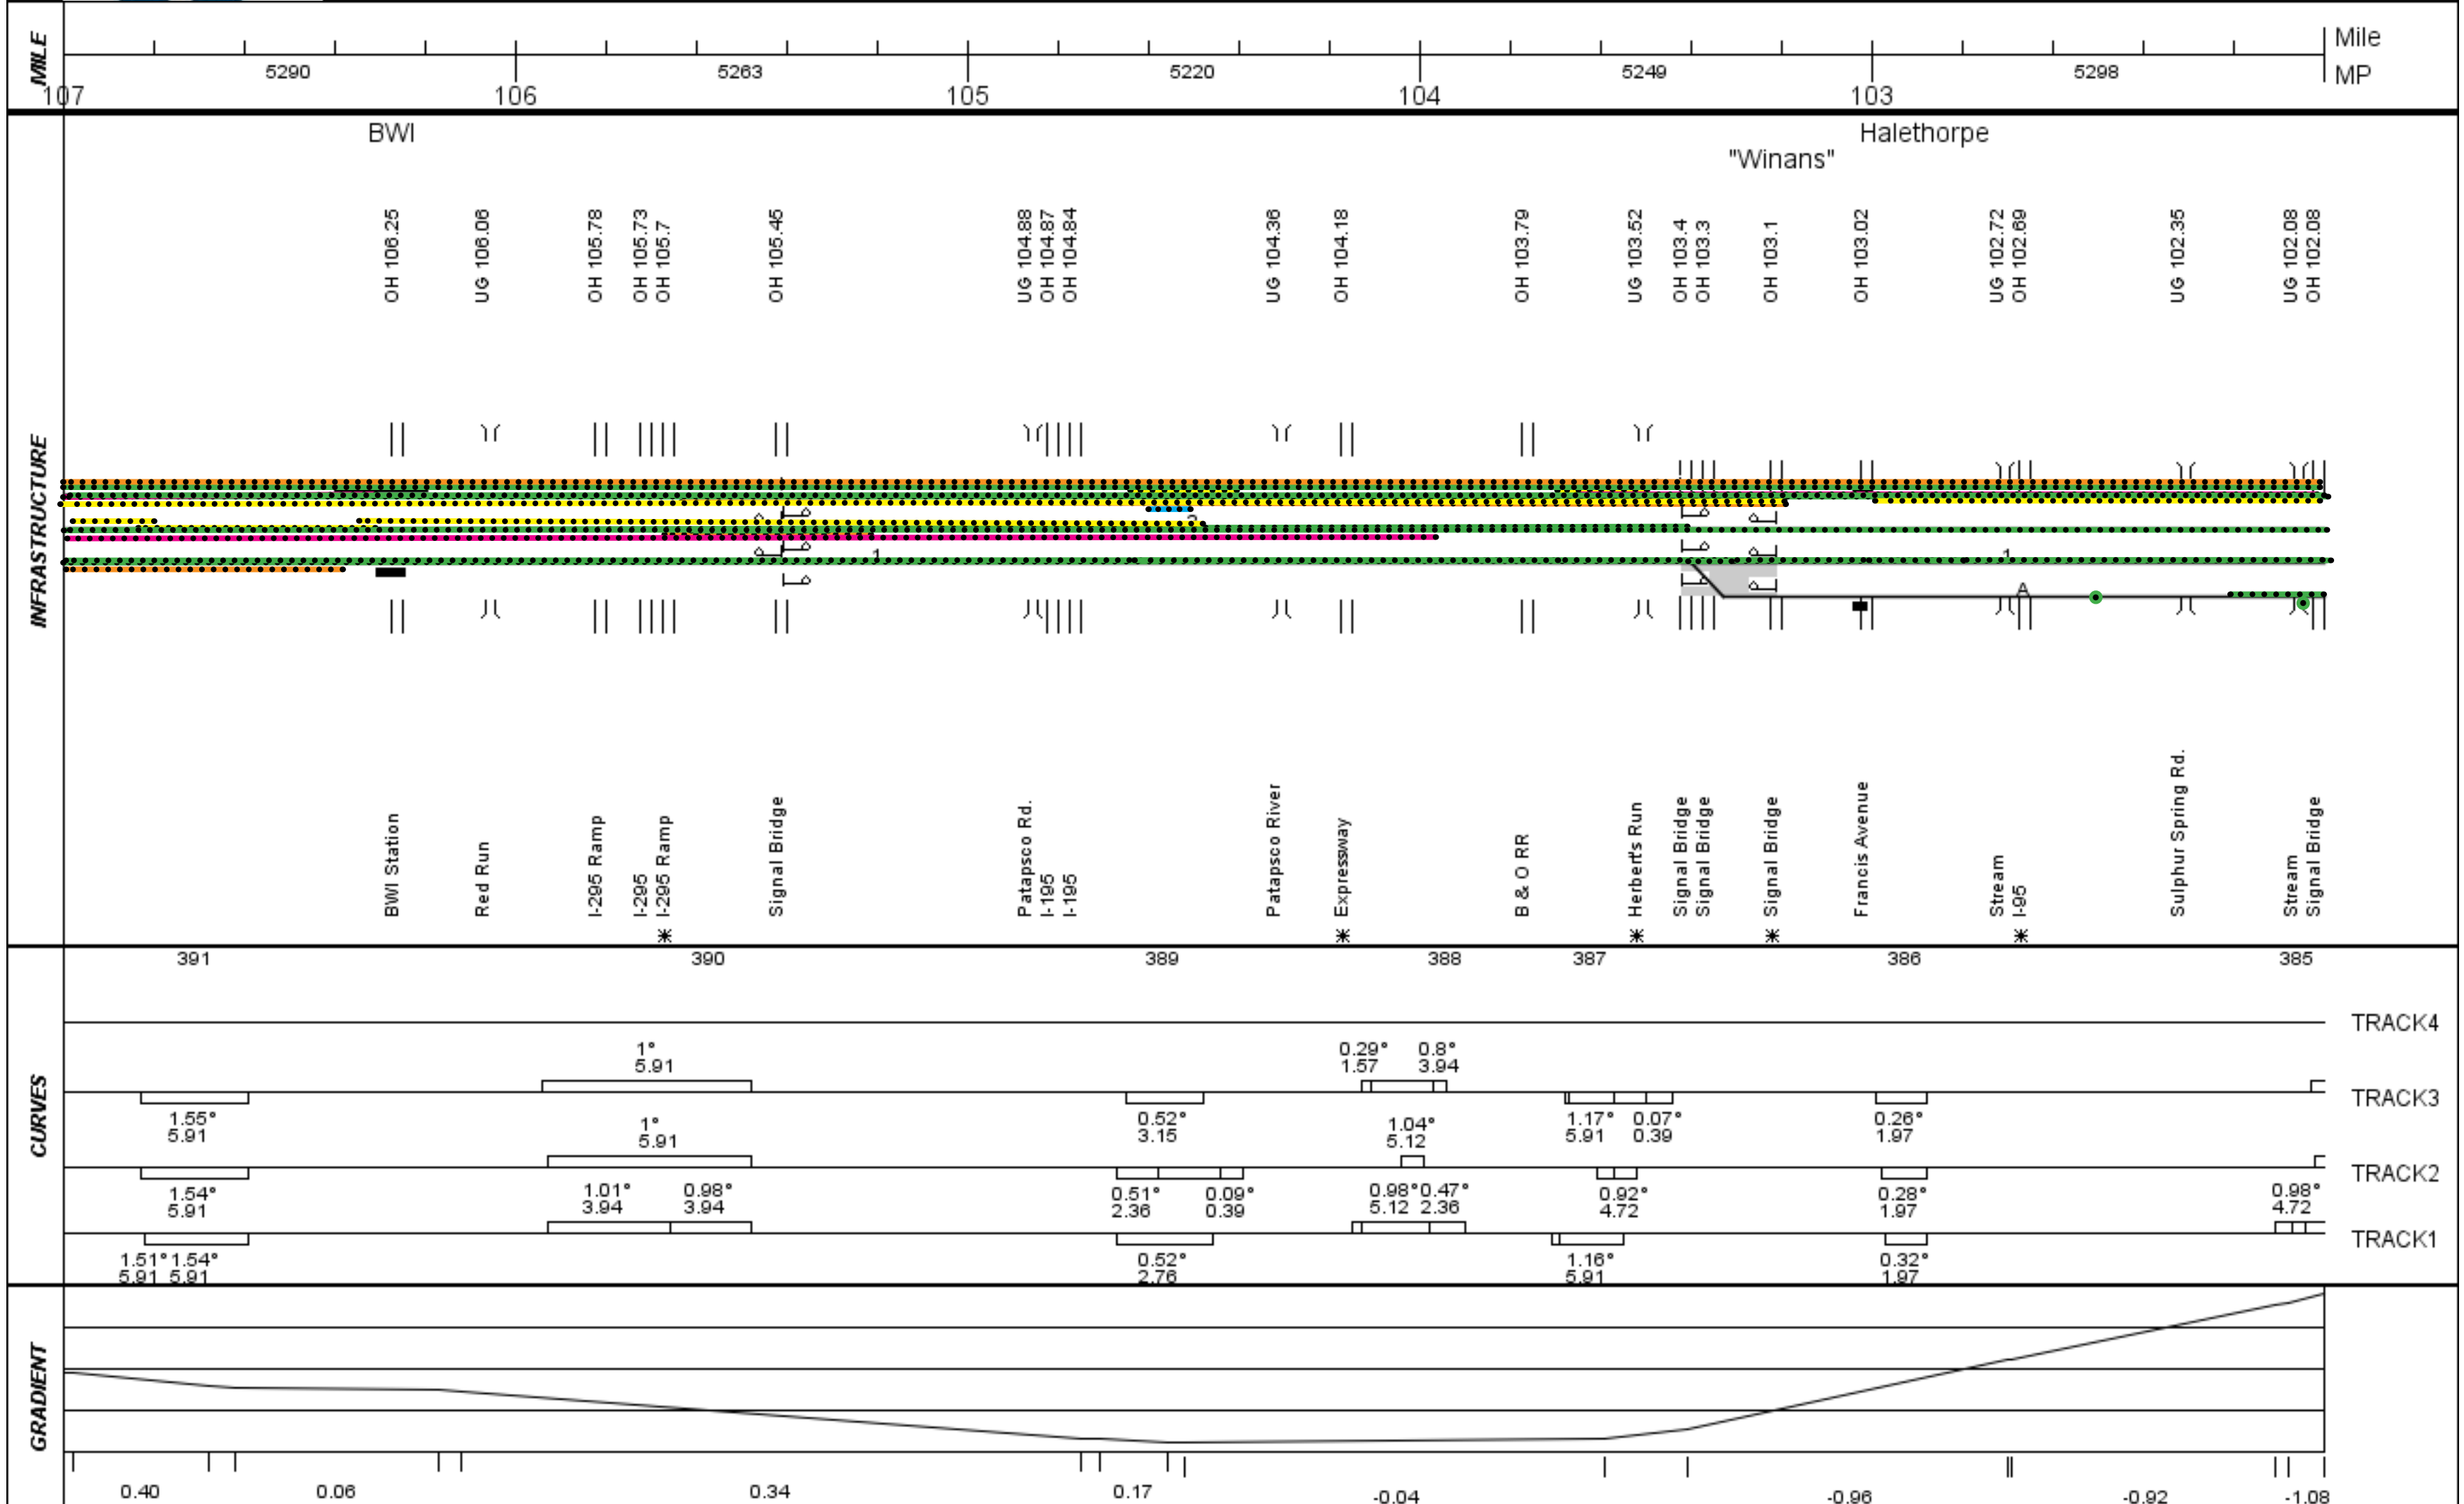 MILE
Mile
5290 5263 5220 5249 5298
MP
107 106 105 104 103
BWI
Halethorpe
"Winans"
INFRASTRUCTURE
OH 106.25
UG 106.06
OH 105.78
OH 105.73
OH 105.7
OH 105.45
UG 104.88
OH 104.87
OH 104.84
UG 104.36
OH 104.18
OH 103.79
UG 103.52
OH 103.4
OH 103.3
OH 103.1
OH 103.02
UG 102.72
OH 102.69
UG 102.35
UG 102.08
OH 102.08
1
1
A
BWI Station
Red Run
I-295 Ramp
I-295
I-295 Ramp
Signal Bridge
Patapsco Rd.
I-195
I-195
Patapsco River
Expressway
B & O RR
Herbert's Run
Signal Bridge
Signal Bridge
Signal Bridge
Francis Avenue
Stream
I-95
Sulphur Spring Rd.
Stream
Signal Bridge
* * * * *
CURVES
391 390 389 388 387 386 385
TRACK4
1° 0.29° 0.8°
5.91 1.57 3.94
TRACK3
1.55° 0.52° 1.17° 0.07° 0.26°
5.91 3.15 5.91 0.39 1.97
1° 1.04°
5.91 5.12
TRACK2
1.54° 1.01° 0.98° 0.51° 0.09° 0.98° 0.47° 0.92° 0.28° 0.98°
5.91 3.94 3.94 2.36 0.39 5.12 2.36 4.72 1.97 4.72
TRACK1
1.51° 1.54° 0.52° 1.16° 0.32°
5.91 5.91 2.76 5.91 1.97
GRADIENT
0.40 0.06 0.34 0.17 -0.04 -0.96 -0.92 -1.08